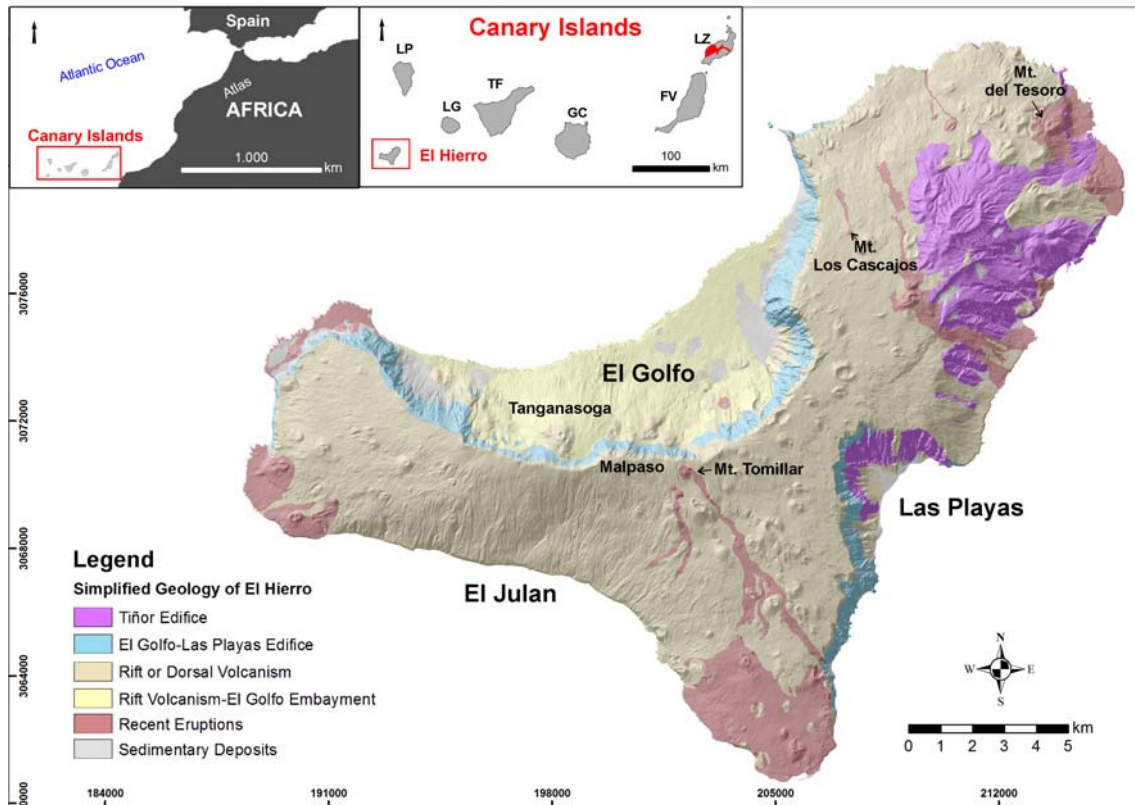 Spain
Atlantic Ocean
Atlas
AFRICA
Canary Islands
1.000
km
Canary Islands
LP
LG
TF
GC
FV
LZ
El Hierro
100
km
Mt.
del Tesoro
Mt.
Los Cascajos
El Golfo
Tanganasoga
Malpaso
Mt. Tomillar
Las Playas
El Julan
Legend
Simplified Geology of El Hierro
Tiñor Edifice
El Golfo-Las Playas Edifice
Rift or Dorsal Volcanism
Rift Volcanism-El Golfo Embayment
Recent Eruptions
Sedimentary Deposits
N
W
E
S
km
0 1 2 3 4 5
3076000
3072000
3068000
3064000
184000
191000
198000
205000
212000